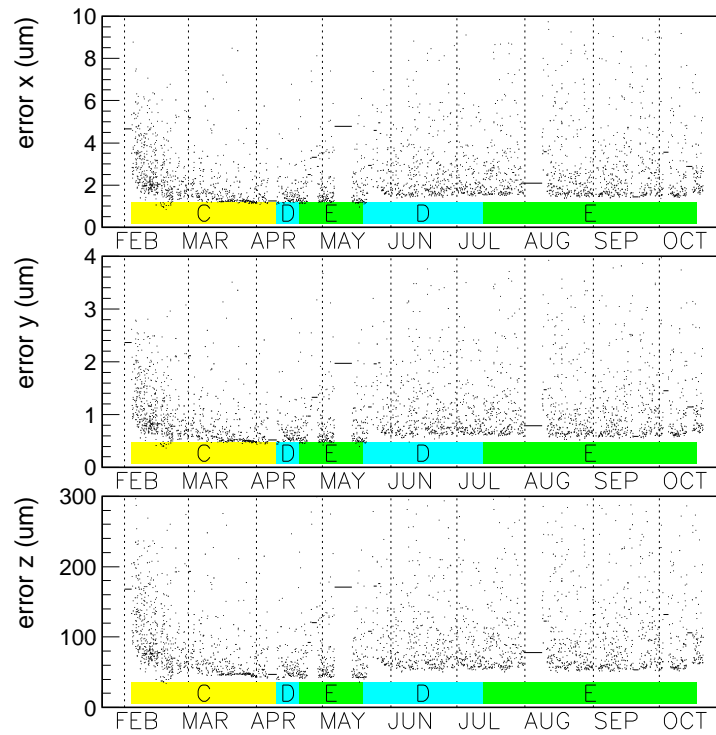 error x (um)
10
8
6
4
2
0
C D E D E
FEB MAR APR MAY JUN JUL AUG SEP OCT
error y (um)
4
3
2
1
0
C D E D E
FEB MAR APR MAY JUN JUL AUG SEP OCT
error z (um)
300
200
100
0
C D E D E
FEB MAR APR MAY JUN JUL AUG SEP OCT